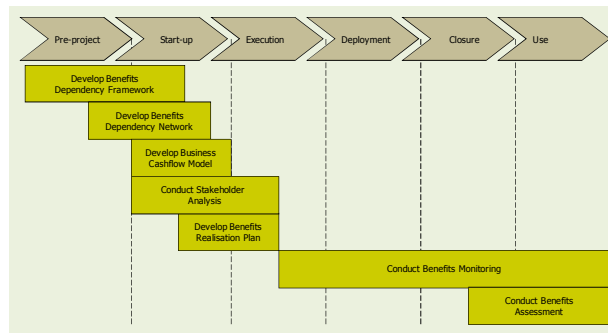 Pre-project
Start-up
Execution
Deployment
Closure
Use
Develop Benefits
Dependency Framework
Develop Benefits
Dependency Network
Develop Business
Cashflow Model
Conduct Stakeholder
Analysis
Develop Benefits
Realisation Plan
Conduct Benefits Monitoring
Conduct Benefits
Assessment